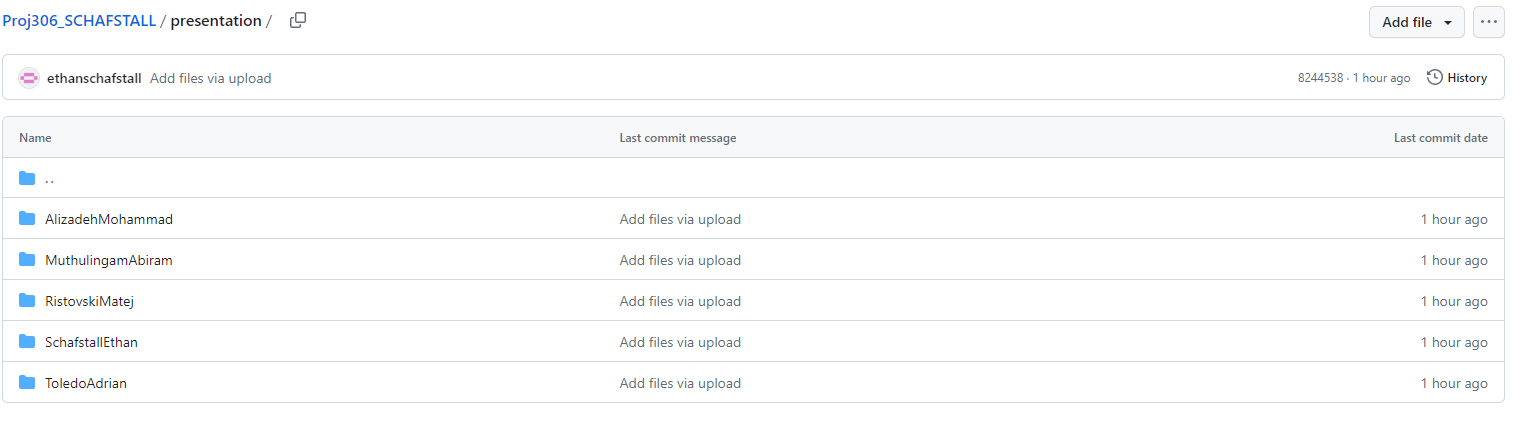 Proj306_SCHAFSTALL / presentation /
Add file
ethanschafstall Add files via upload
8244538 · 1 hour ago History
Name Last commit message Last commit date
..
AlizadehMohammad Add files via upload 1 hour ago
MuthulingamAbiram Add files via upload 1 hour ago
RistovskiMatej Add files via upload 1 hour ago
SchafstallEthan Add files via upload 1 hour ago
ToledoAdrian Add files via upload 1 hour ago